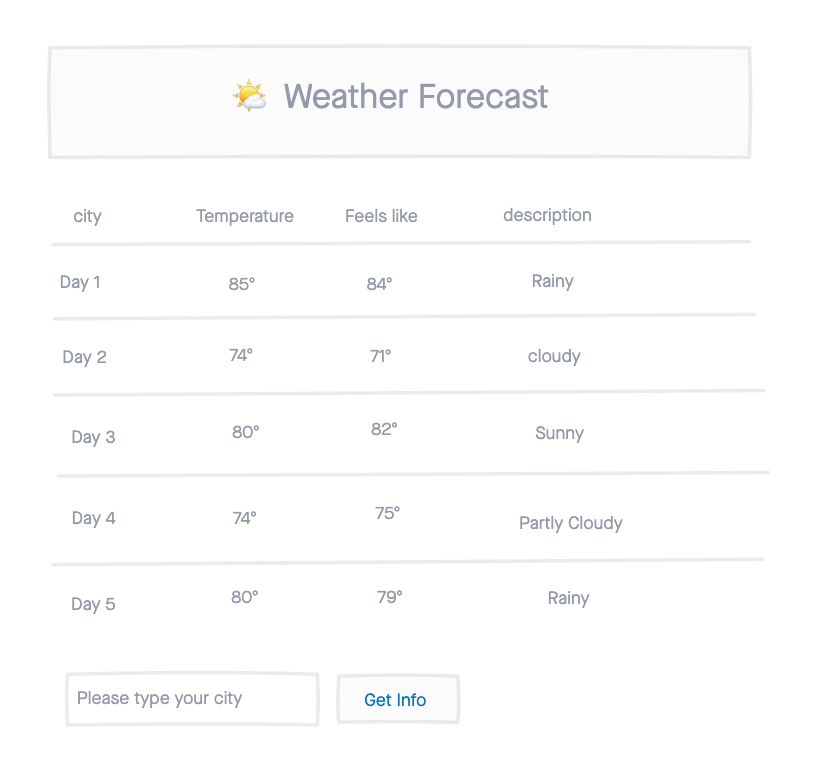 Weather Forecast
city Temperature Feels like description
Day 1 85° 84° Rainy
Day 2 74° 71° cloudy
Day 3 80° 82° Sunny
Day 4 74° 75° Partly Cloudy
Day 5 80° 79° Rainy
Please type your city Get Info